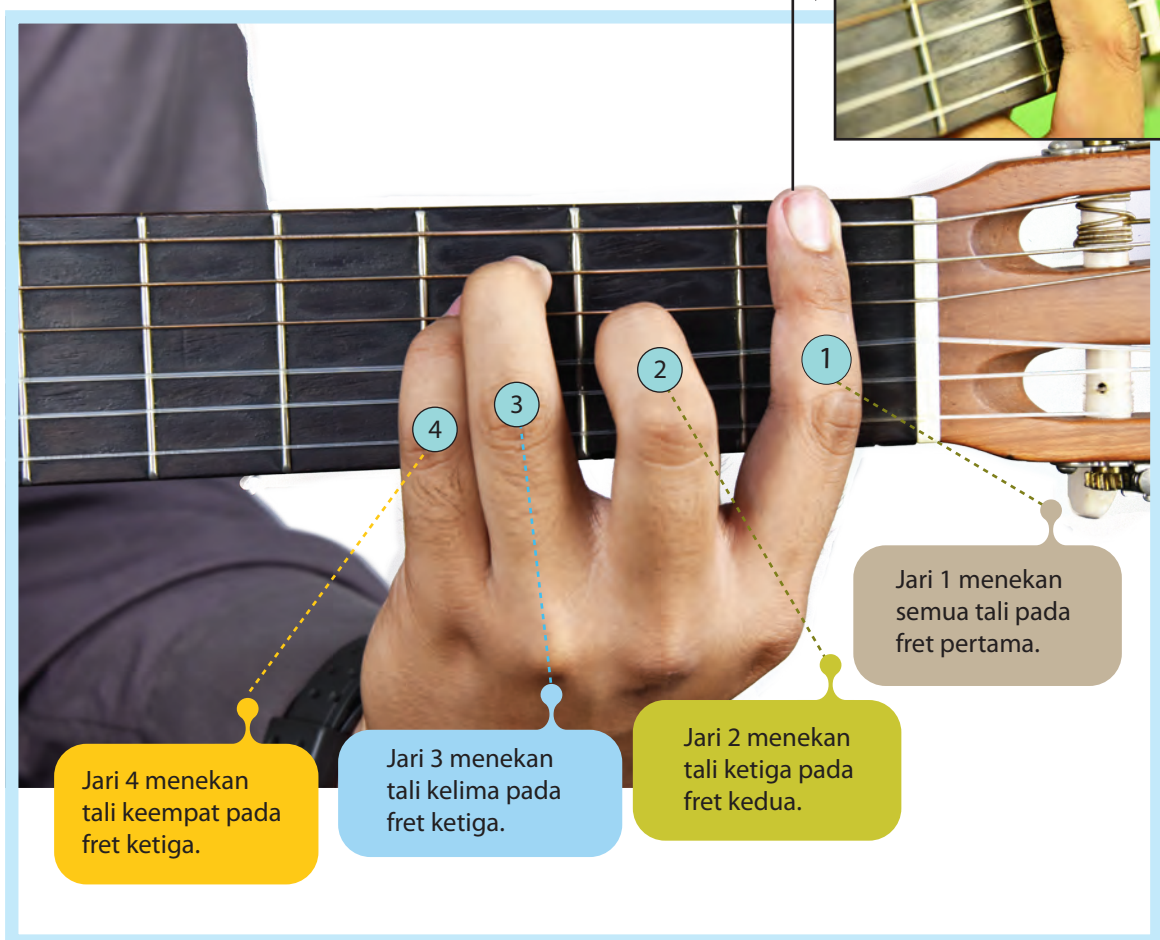 1
2
3
4
Jari 1 menekan
semua tali pada
fret pertama.
Jari 2 menekan
tali ketiga pada
fret kedua.
Jari 3 menekan
tali kelima pada
fret ketiga.
Jari 4 menekan
tali keempat pada
fret ketiga.